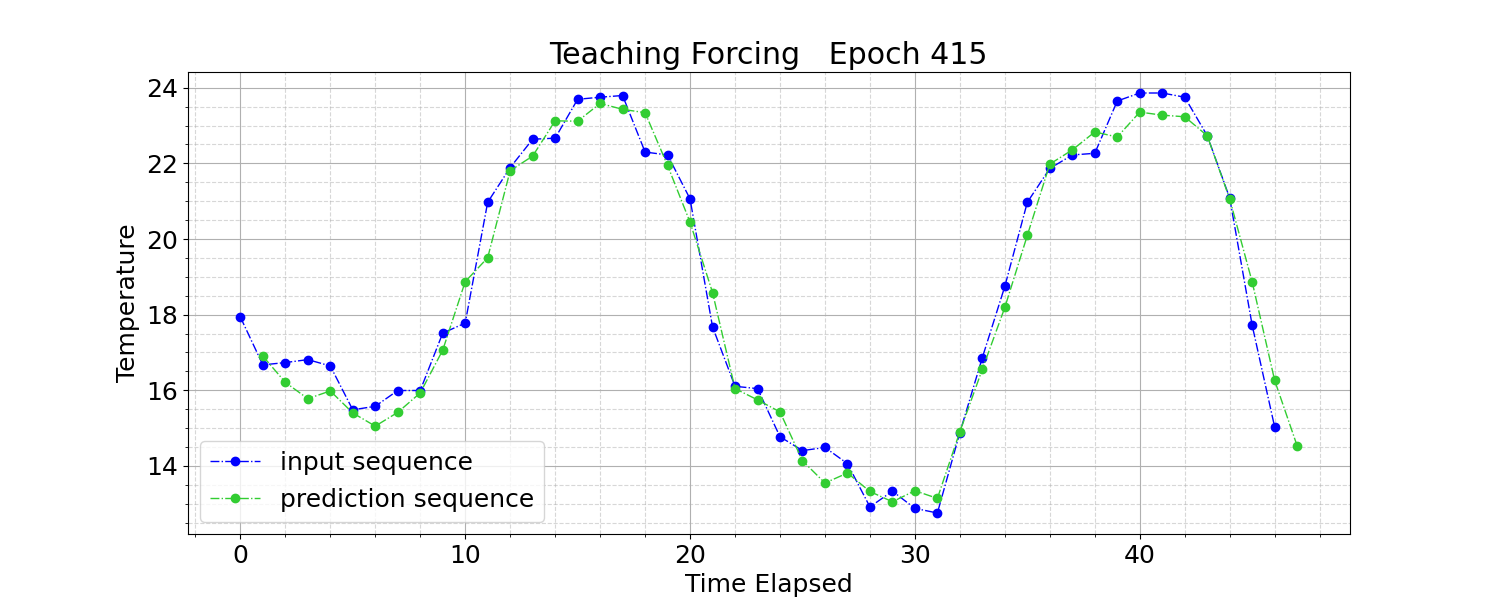 Teaching Forcing   Epoch 415
24
22
20
18
16
14
Temperature
input sequence
prediction sequence
0 10 20 30 40
Time Elapsed